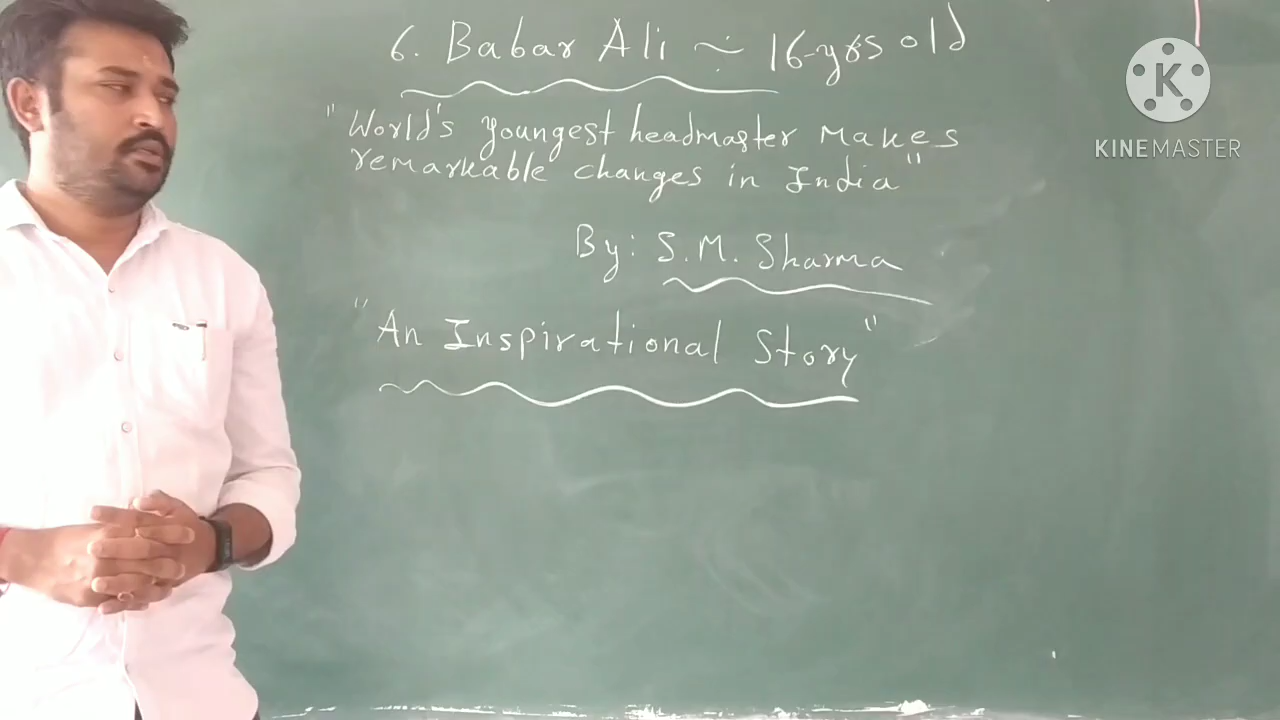 6. Babar Ali ~ 16-yrs old
"World's youngest headmaster makes
remarkable changes in India"
By: S.M. Sharma
"An Inspirational Story"
K
KINEMASTER